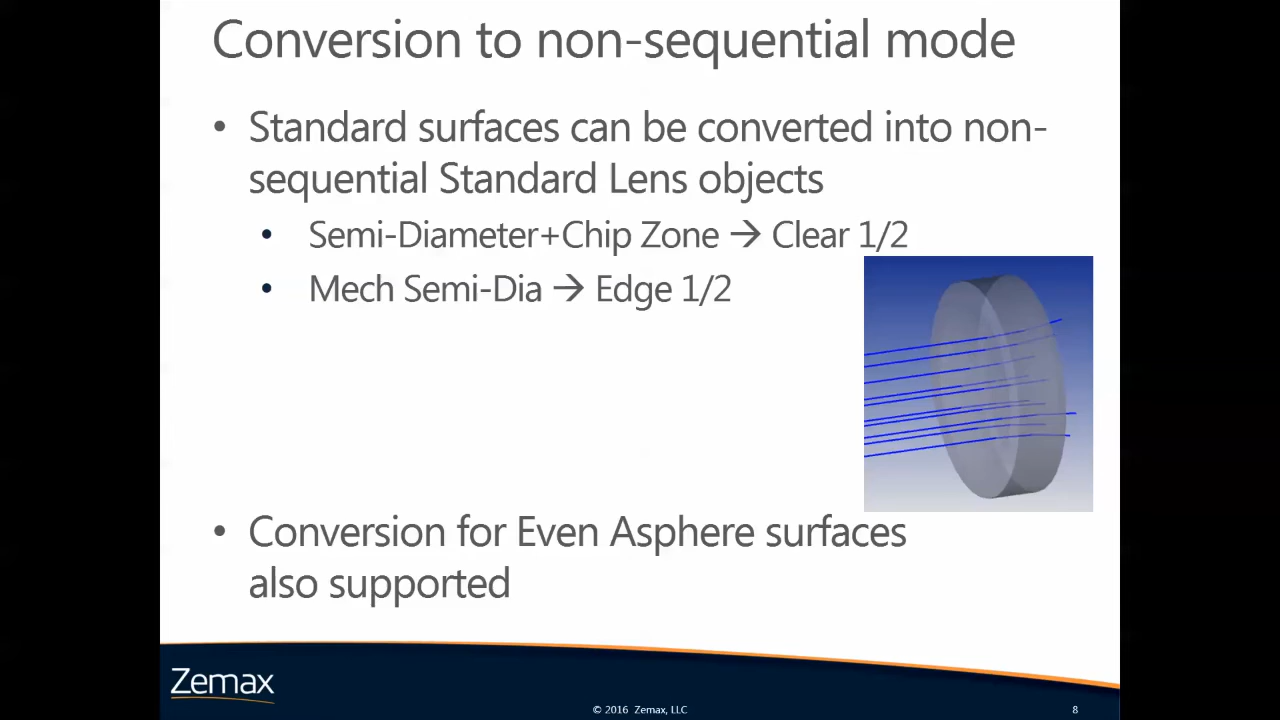 Conversion to non-sequential mode
• Standard surfaces can be converted into non-
sequential Standard Lens objects
• Semi-Diameter+Chip Zone → Clear 1/2
• Mech Semi-Dia → Edge 1/2
• Conversion for Even Asphere surfaces
also supported
Zemax
© 2016 Zemax, LLC
8